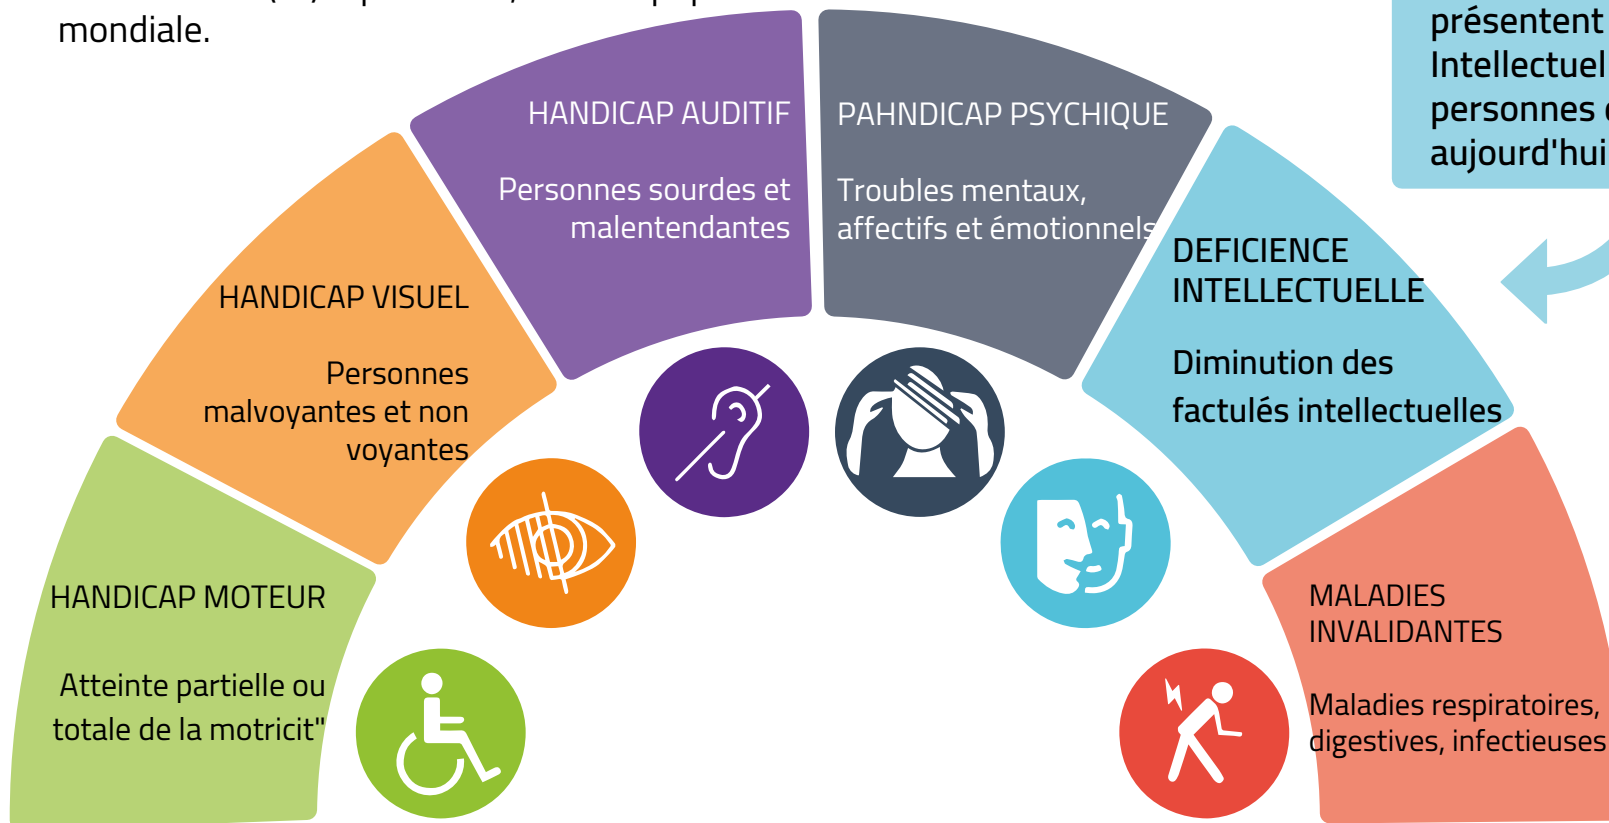 mondiale.
présentent
Intellectuel
personnes
aujourd'hui
HANDICAP AUDITIF
Personnes sourdes et
malentendantes
PAHNDICAP PSYCHIQUE
Troubles mentaux,
affectifs et émotionnels
DEFICIENCE
INTELLECTUELLE
Diminution des
factulés intellectuelles
HANDICAP VISUEL
Personnes
malvoyantes et non
voyantes
HANDICAP MOTEUR
Atteinte partielle ou
totale de la motricit"
MALADIES
INVALIDANTES
Maladies respiratoires,
digestives, infectieuses